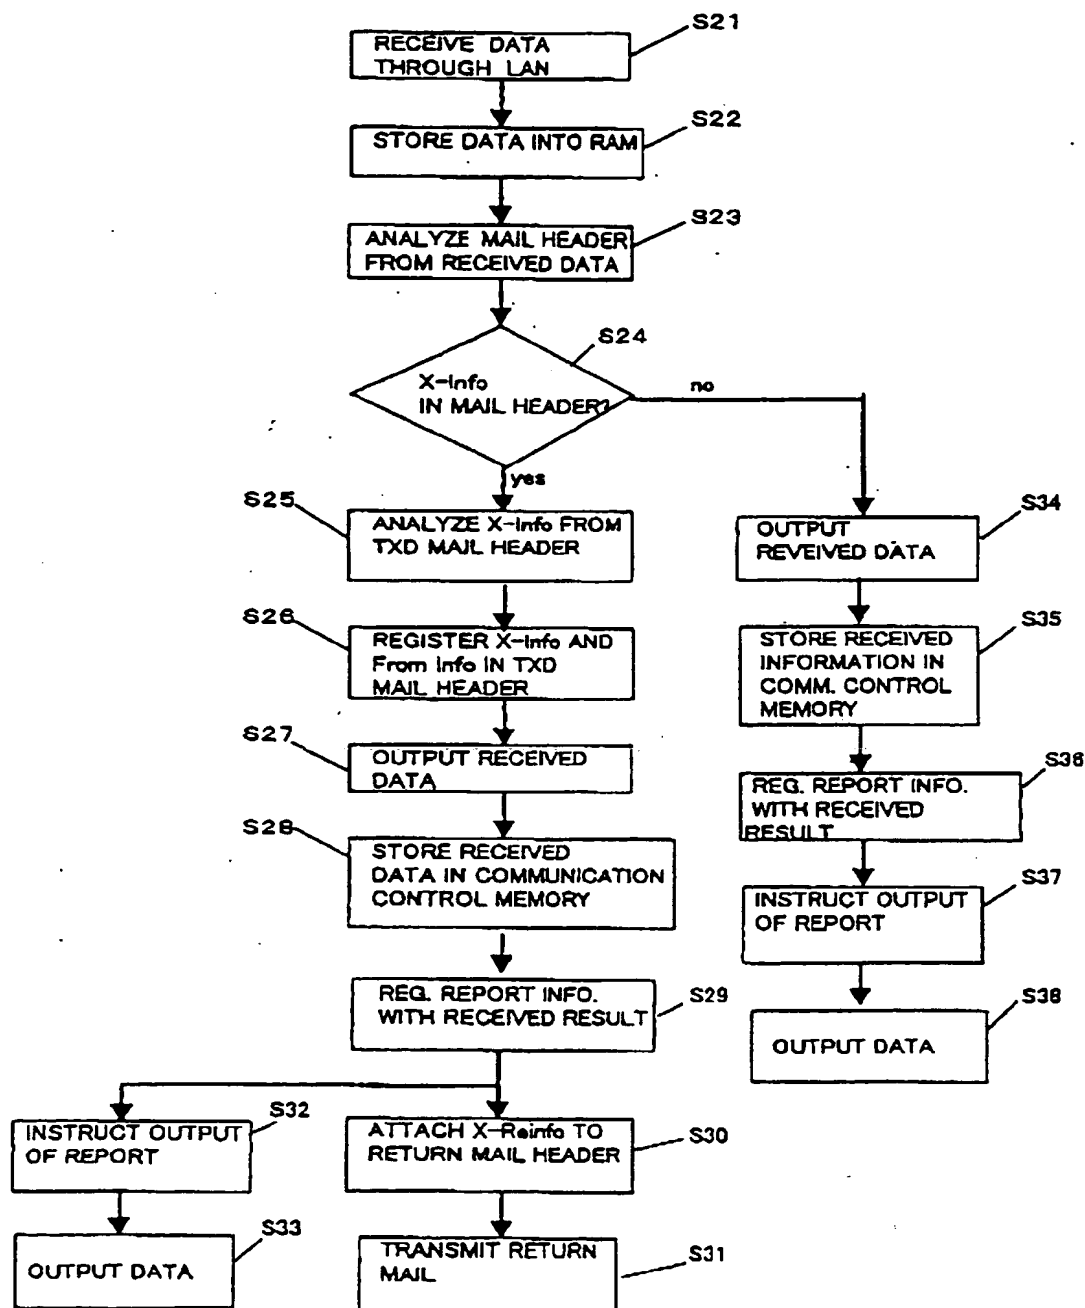 S21
RECEIVE DATA
THROUGH LAN
S22
STORE DATA INTO RAM
S23
ANALYZE MAIL HEADER
FROM RECEIVED DATA
S24
X-Info
IN MAIL HEADER?
no
yes
S25
ANALYZE X-Info FROM
TXD MAIL HEADER
S34
OUTPUT
REVEIVED DATA
S26
REGISTER X-Info AND
From Info IN TXD
MAIL HEADER
S35
STORE RECEIVED
INFORMATION IN
COMM. CONTROL
MEMORY
S27
OUTPUT RECEIVED
DATA
S36
REG. REPORT INFO.
WITH RECEIVED
RESULT
S28
STORE RECEIVED
DATA IN COMMUNICATION
CONTROL MEMORY
S37
INSTRUCT OUTPUT
OF REPORT
S29
REG. REPORT INFO.
WITH RECEIVED RESULT
S38
OUTPUT DATA
S32
INSTRUCT OUTPUT
OF REPORT
S30
ATTACH X-Reinfo TO
RETURN MAIL HEADER
S33
OUTPUT DATA
S31
TRANSMIT RETURN
MAIL